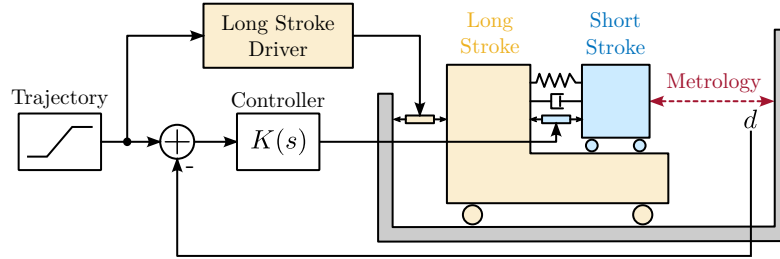 Long Stroke
Driver
Long
Stroke
Short
Stroke
Metrology
Trajectory
Controller
K(s)
d
-